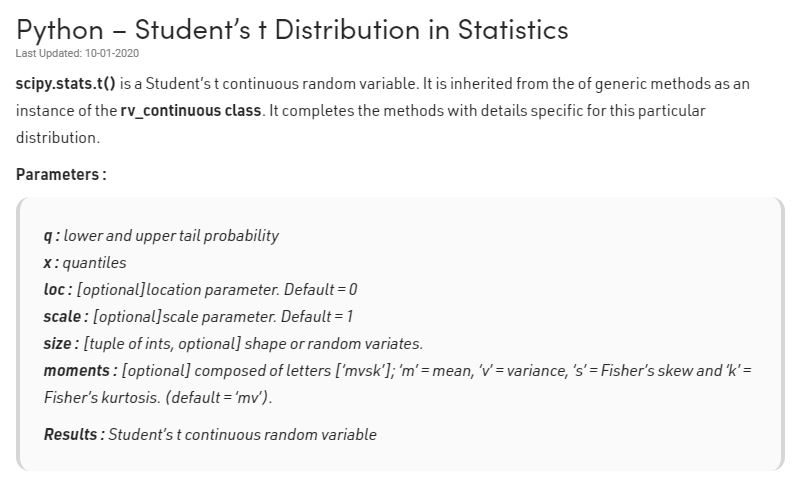 Python – Student’s t Distribution in Statistics
Last Updated: 10-01-2020
scipy.stats.t() is a Student’s t continuous random variable. It is inherited from the of generic methods as an
instance of the rv_continuous class. It completes the methods with details specific for this particular
distribution.
Parameters :
q : lower and upper tail probability
x : quantiles
loc : [optional]location parameter. Default = 0
scale : [optional]scale parameter. Default = 1
size : [tuple of ints, optional] shape or random variates.
moments : [optional] composed of letters [‘mvsk’]; ‘m’ = mean, ‘v’ = variance, ‘s’ = Fisher’s skew and ‘k’ =
Fisher’s kurtosis. (default = ‘mv’).
Results : Student’s t continuous random variable